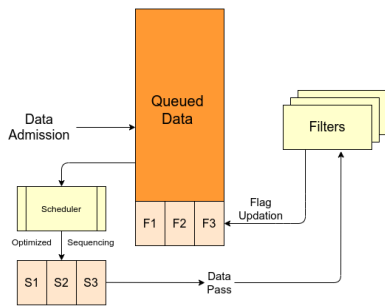 Queued
Data
Data
Admission
Filters
F1 F2 F3
Flag
Updation
Scheduler
Optimized Sequencing
S1 S2 S3
Data
Pass